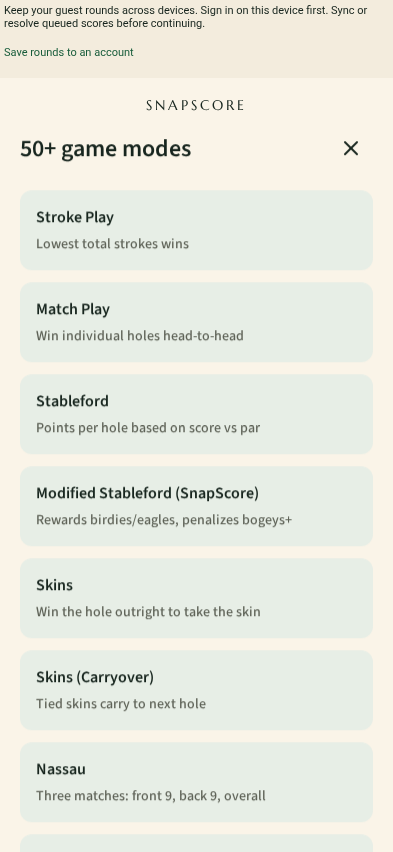 Keep your guest rounds across devices. Sign in on this device first. Sync or
resolve queued scores before continuing.
Save rounds to an account
SNAPSCORE
50+ game modes
Stroke Play
Lowest total strokes wins
Match Play
Win individual holes head-to-head
Stableford
Points per hole based on score vs par
Modified Stableford (SnapScore)
Rewards birdies/eagles, penalizes bogeys+
Skins
Win the hole outright to take the skin
Skins (Carryover)
Tied skins carry to next hole
Nassau
Three matches: front 9, back 9, overall